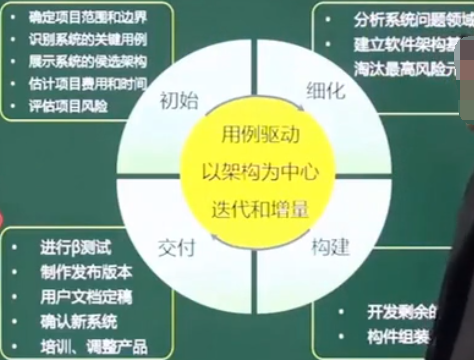 确定项目范围和边界
识别系统的关键用例
展示系统的候选架构
估计项目费用和时间
评估项目风险
分析系统问题领域
建立软件架构基
淘汰最高风险元
初始
细化
用例驱动
以架构为中心
迭代和增量
交付
构建
进行β测试
制作发布版本
用户文档定稿
确认新系统
培训、调整产品
开发剩余的
构件组装